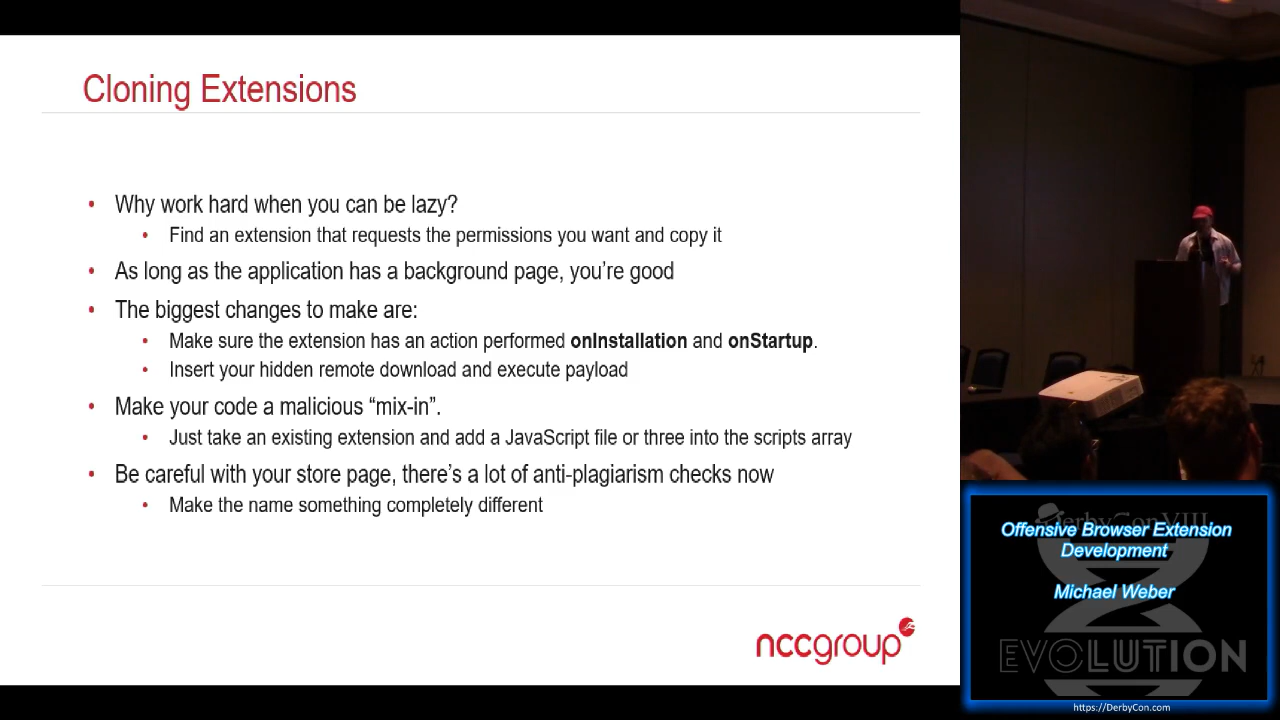 Cloning Extensions
• Why work hard when you can be lazy?
• Find an extension that requests the permissions you want and copy it
• As long as the application has a background page, you’re good
• The biggest changes to make are:
• Make sure the extension has an action performed onInstallation and onStartup.
• Insert your hidden remote download and execute payload
• Make your code a malicious “mix-in”.
• Just take an existing extension and add a JavaScript file or three into the scripts array
• Be careful with your store page, there’s a lot of anti-plagiarism checks now
• Make the name something completely different
nccgroup
DerbyCon VIII
Offensive Browser Extension
Development
Michael Weber
EVOLUTION
https://DerbyCon.com